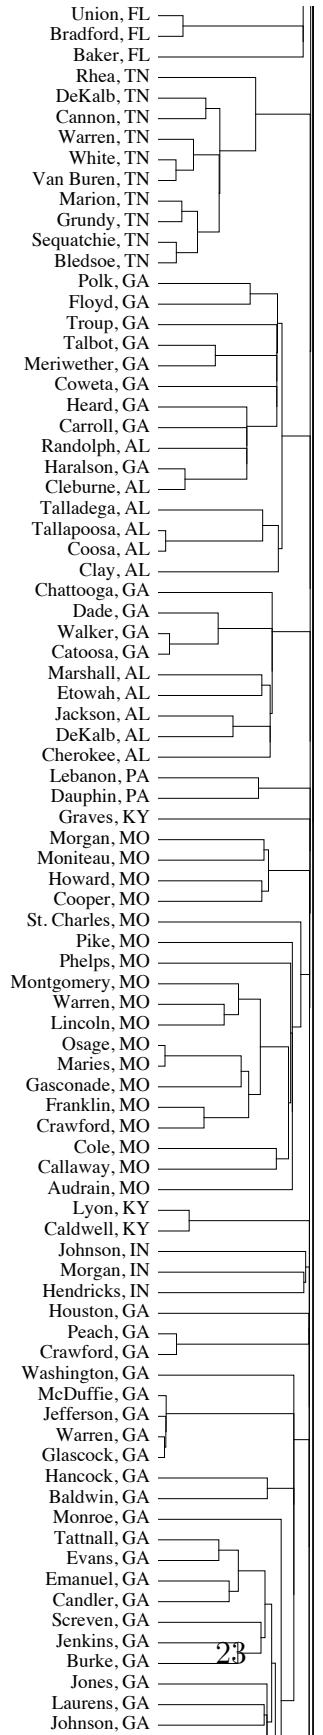 Union, FL
Bradford, FL
Baker, FL
Rhea, TN
DeKalb, TN
Cannon, TN
Warren, TN
White, TN
Van Buren, TN
Marion, TN
Grundy, TN
Sequatchie, TN
Bledsoe, TN
Polk, GA
Floyd, GA
Troup, GA
Talbot, GA
Meriwether, GA
Coweta, GA
Heard, GA
Carroll, GA
Randolph, AL
Haralson, GA
Cleburne, AL
Talladega, AL
Tallapoosa, AL
Coosa, AL
Clay, AL
Chattooga, GA
Dade, GA
Walker, GA
Catoosa, GA
Marshall, AL
Etowah, AL
Jackson, AL
DeKalb, AL
Cherokee, AL
Lebanon, PA
Dauphin, PA
Graves, KY
Morgan, MO
Moniteau, MO
Howard, MO
Cooper, MO
St. Charles, MO
Pike, MO
Phelps, MO
Montgomery, MO
Warren, MO
Lincoln, MO
Osage, MO
Maries, MO
Gasconade, MO
Franklin, MO
Crawford, MO
Cole, MO
Callaway, MO
Audrain, MO
Lyon, KY
Caldwell, KY
Johnson, IN
Morgan, IN
Hendricks, IN
Houston, GA
Peach, GA
Crawford, GA
Washington, GA
McDuffie, GA
Jefferson, GA
Warren, GA
Glascock, GA
Hancock, GA
Baldwin, GA
Monroe, GA
Tattnall, GA
Evans, GA
Emanuel, GA
Candler, GA
Screven, GA
Jenkins, GA
23
Burke, GA
Jones, GA
Laurens, GA
Johnson, GA